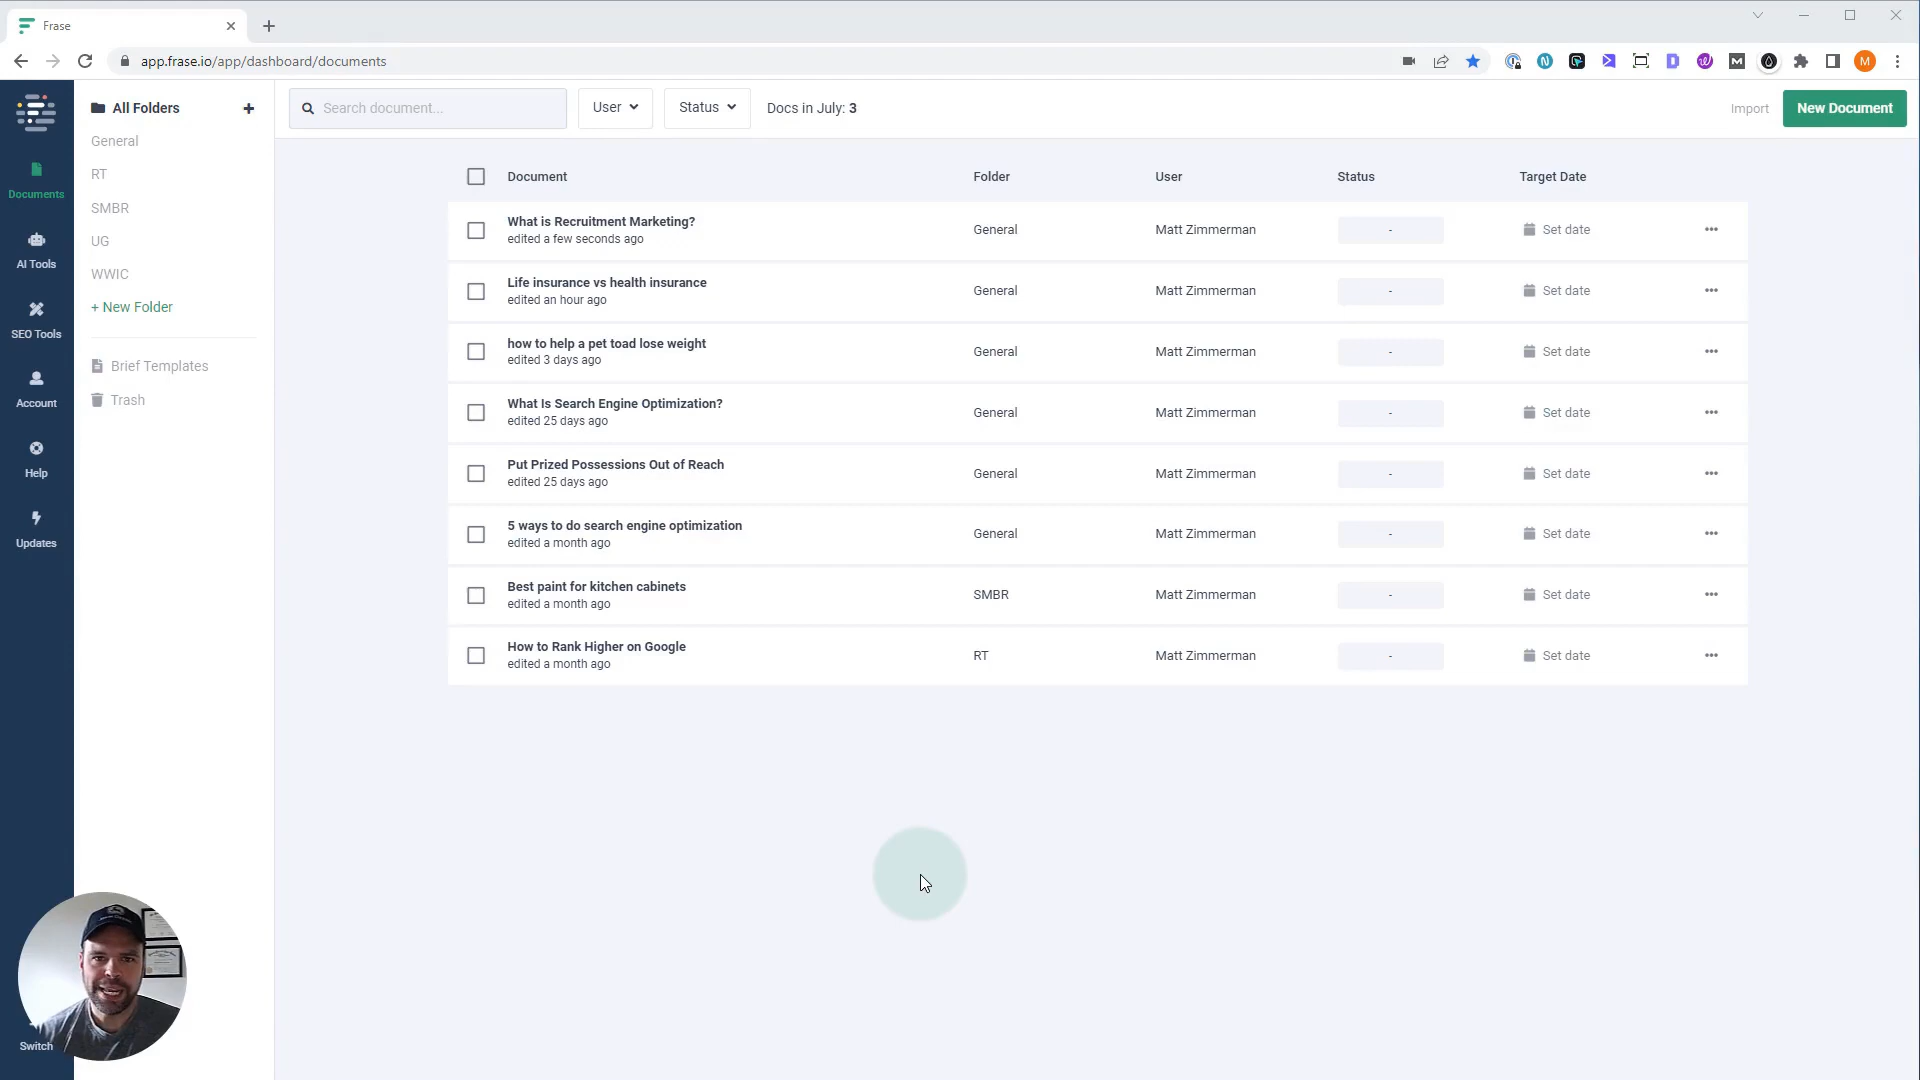 Frase
app.frase.io/app/dashboard/documents
M
Documents
AI Tools
SEO Tools
Account
Help
Updates
Switch
All Folders
General
RT
SMBR
UG
WWIC
+ New Folder
Brief Templates
Trash
Search document...
User
Status
Docs in July: 3
Import
New Document
Document Folder User Status Target Date
What is Recruitment Marketing?
edited a few seconds ago
General Matt Zimmerman - Set date
Life insurance vs health insurance
edited an hour ago
General Matt Zimmerman - Set date
how to help a pet toad lose weight
edited 3 days ago
General Matt Zimmerman - Set date
What Is Search Engine Optimization?
edited 25 days ago
General Matt Zimmerman - Set date
Put Prized Possessions Out of Reach
edited 25 days ago
General Matt Zimmerman - Set date
5 ways to do search engine optimization
edited a month ago
General Matt Zimmerman - Set date
Best paint for kitchen cabinets
edited a month ago
SMBR Matt Zimmerman - Set date
How to Rank Higher on Google
edited a month ago
RT Matt Zimmerman - Set date